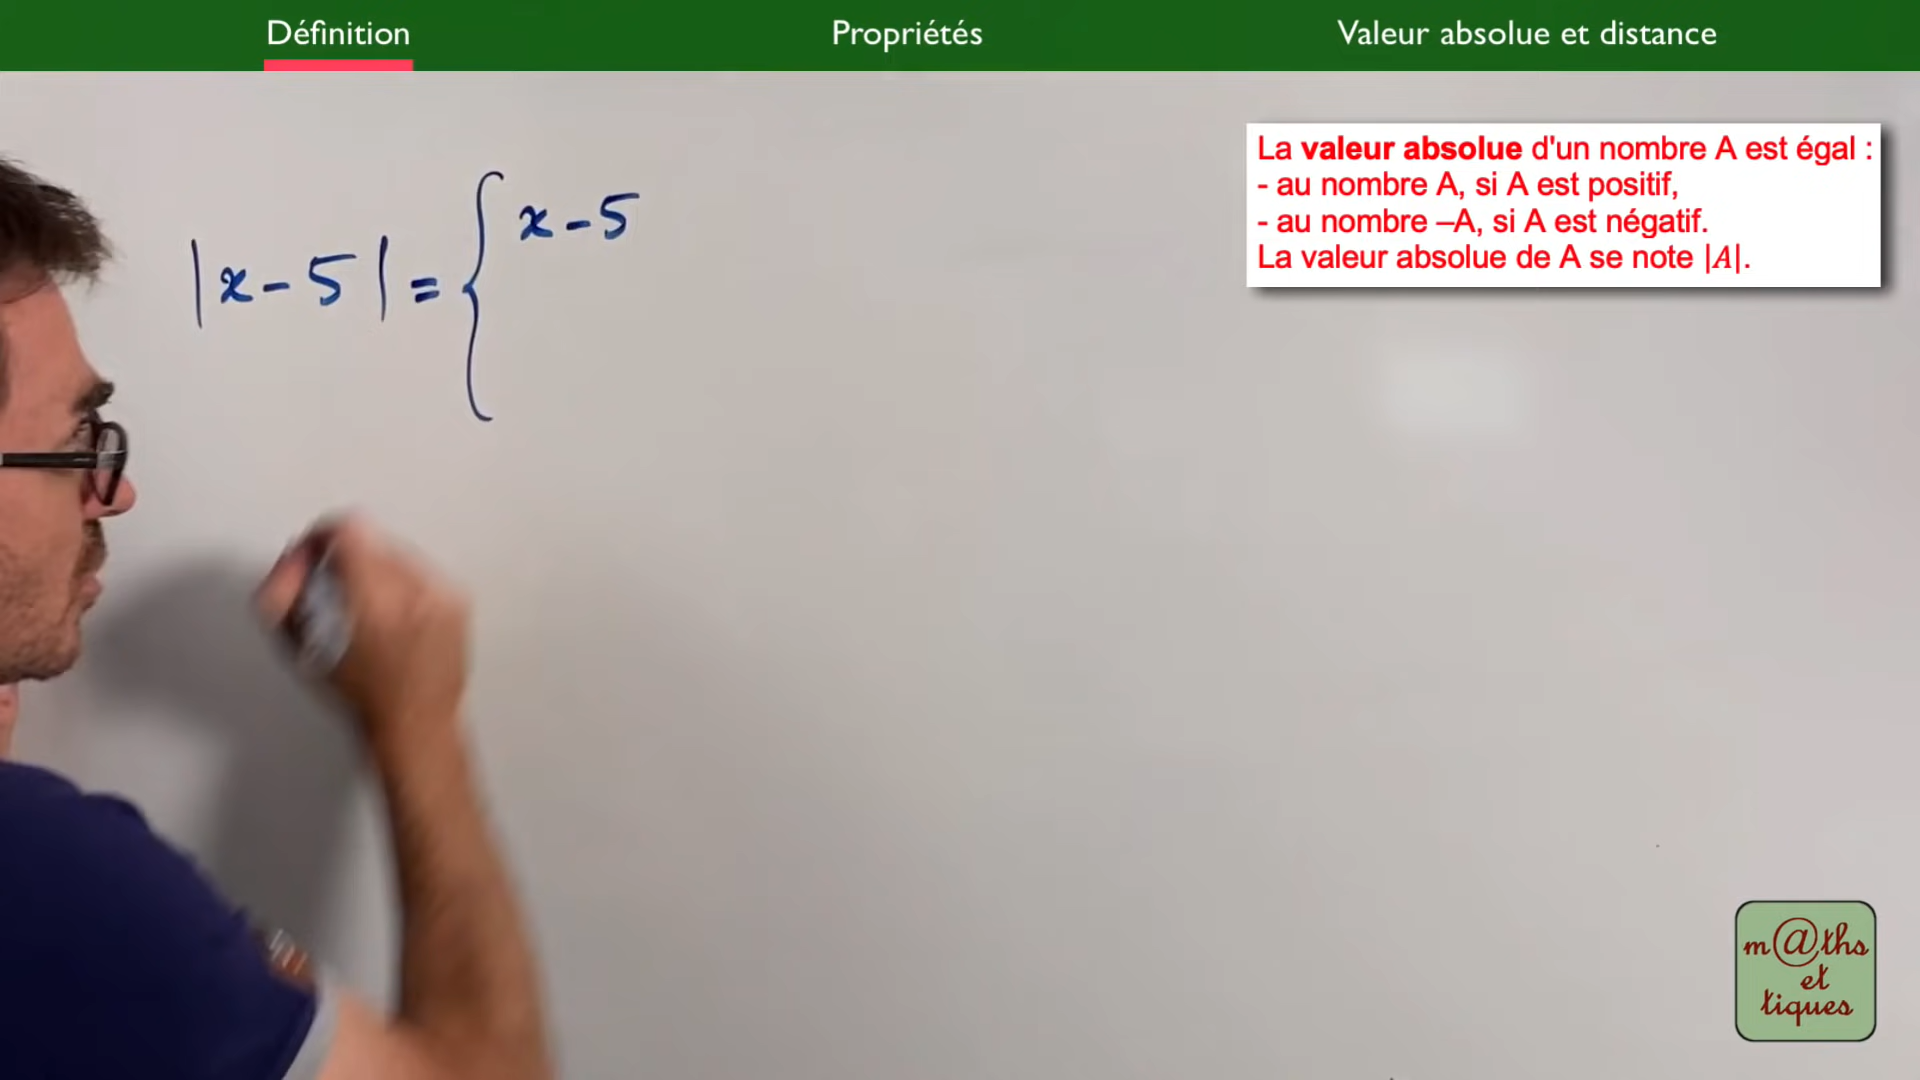 Définition
Propriétés
Valeur absolue et distance
La valeur absolue d'un nombre A est égal :
- au nombre A, si A est positif,
- au nombre –A, si A est négatif.
La valeur absolue de A se note |A|.
|x-5| = { x-5
m@ths
et
tiques